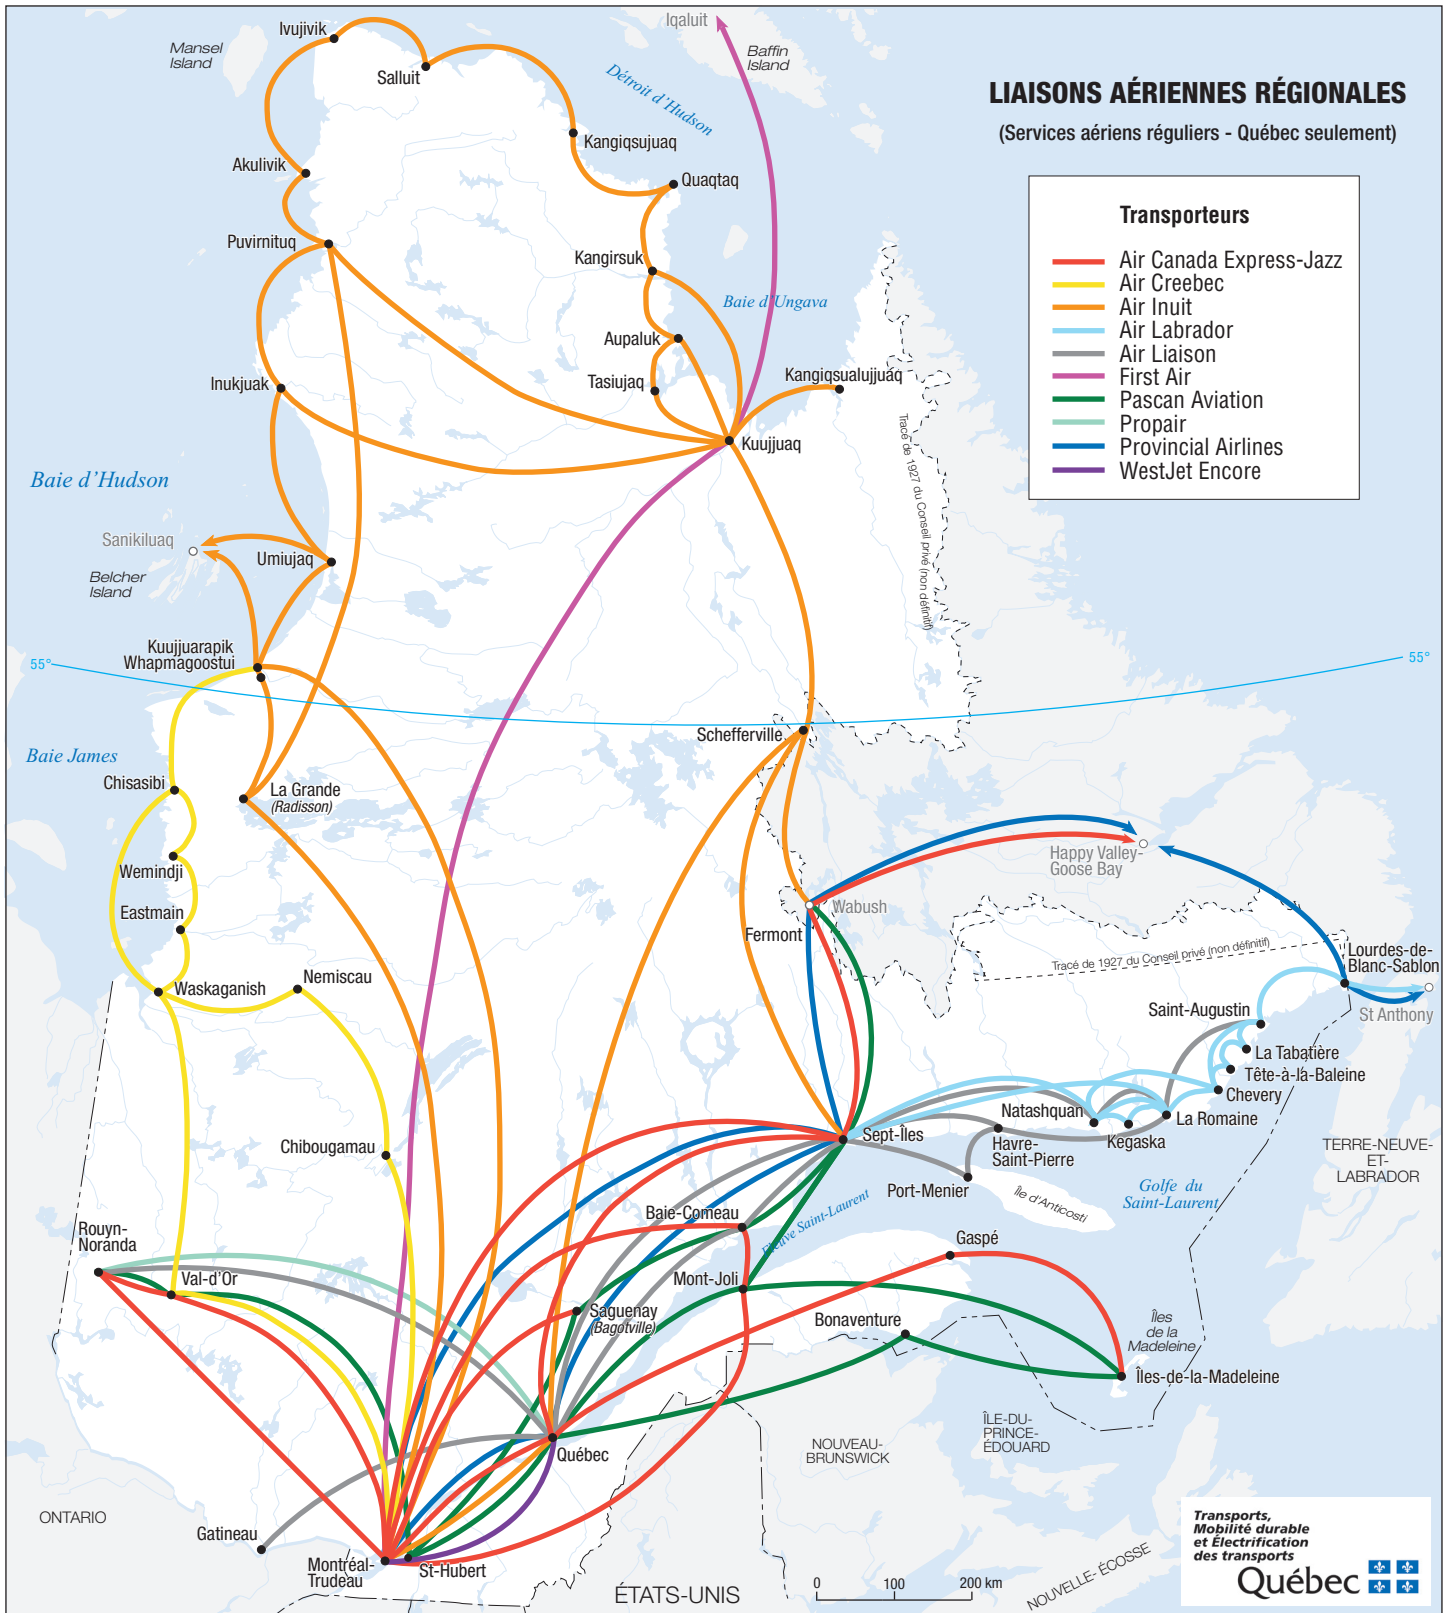 LIAISONS AÉRIENNES RÉGIONALES
(Services aériens réguliers - Québec seulement)
Transporteurs
Air Canada Express-Jazz
Air Creebec
Air Inuit
Air Labrador
Air Liaison
First Air
Pascan Aviation
Propair
Provincial Airlines
WestJet Encore
Iqaluit
Baffin
Island
Mansel
Island
Ivujivik
Salluit
Détroit d'Hudson
Kangiqsujuaq
Akulivik
Quaqtaq
Puvirnituq
Kangirsuk
Baie d'Ungava
Aupaluk
Inukjuak
Tasiujaq
Kangiqsualujjuaq
Kuujjuaq
Tracé de 1927 du Conseil privé (non définitif)
Baie d'Hudson
Sanikiluaq
Belcher
Island
Umiujaq
Kuujjuarapik
Whapmagoostui
55°
55°
Schefferville
Baie James
Chisasibi
La Grande
(Radisson)
Wemindji
Eastmain
Waskaganish
Nemiscau
Happy Valley-
Goose Bay
Wabush
Fermont
Tracé de 1927 du Conseil privé (non définitif)
Lourdes-de-
Blanc-Sablon
St Anthony
Saint-Augustin
La Tabatière
Tête-à-la-Baleine
Chevery
La Romaine
Kegaska
Natashquan
Havre-
Saint-Pierre
Sept-Îles
Port-Menier
Île d'Anticosti
Golfe du
Saint-Laurent
TERRE-NEUVE-
ET-
LABRADOR
Chibougamau
Rouyn-
Noranda
Val-d'Or
Baie-Comeau
Fleuve Saint-Laurent
Mont-Joli
Gaspé
Saguenay
(Bagotville)
Bonaventure
Îles
de la
Madeleine
Îles-de-la-Madeleine
Québec
ÎLE-DU-
PRINCE-
ÉDOUARD
NOUVEAU-
BRUNSWICK
ONTARIO
Gatineau
Montréal-
Trudeau
St-Hubert
ÉTATS-UNIS
0 100 200 km
NOUVELLE-ÉCOSSE
Transports,
Mobilité durable
et Électrification
des transports
Québec